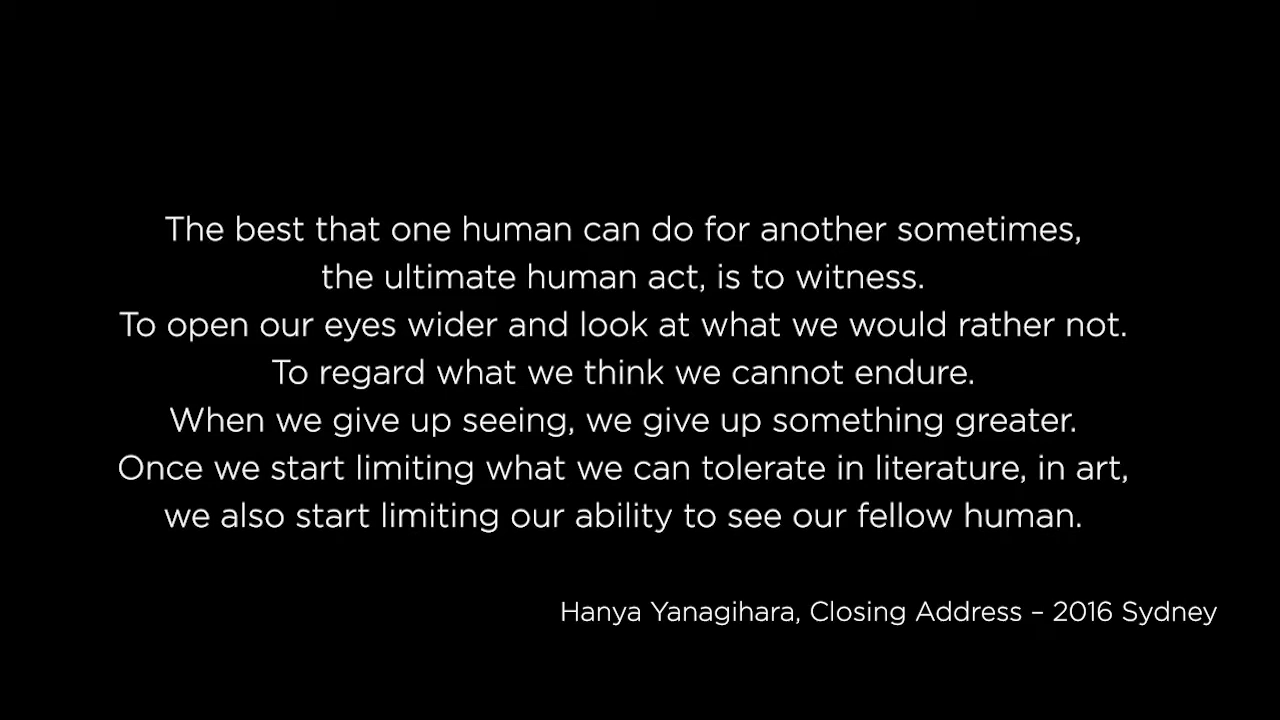 The best that one human can do for another sometimes,
the ultimate human act, is to witness.
To open our eyes wider and look at what we would rather not.
To regard what we think we cannot endure.
When we give up seeing, we give up something greater.
Once we start limiting what we can tolerate in literature, in art,
we also start limiting our ability to see our fellow human.
Hanya Yanagihara, Closing Address – 2016 Sydney